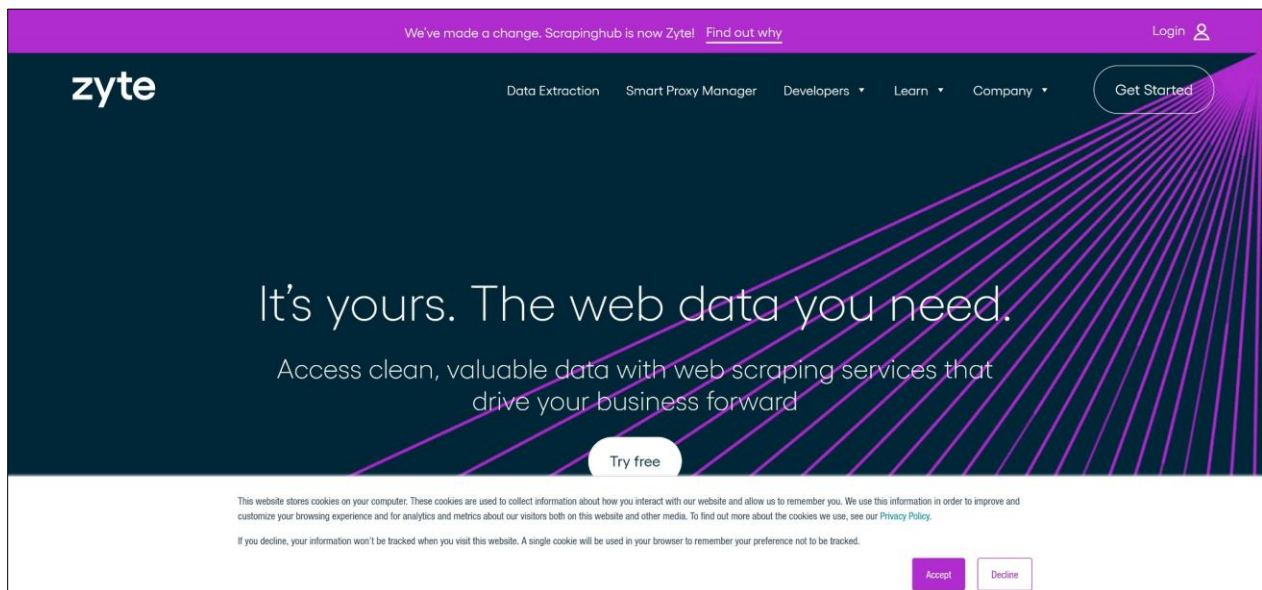 We've made a change. Scrapinghub is now Zyte! Find out why
Login
zyte
Data Extraction Smart Proxy Manager Developers Learn Company Get Started
It's yours. The web data you need.
Access clean, valuable data with web scraping services that
drive your business forward
Try free
This website stores cookies on your computer. These cookies are used to collect information about how you interact with our website and allow us to remember you. We use this information in order to improve and
customize your browsing experience and for analytics and metrics about our visitors both on this website and other media. To find out more about the cookies we use, see our Privacy Policy.
If you decline, your information won't be tracked when you visit this website. A single cookie will be used in your browser to remember your preference not to be tracked.
Accept Decline